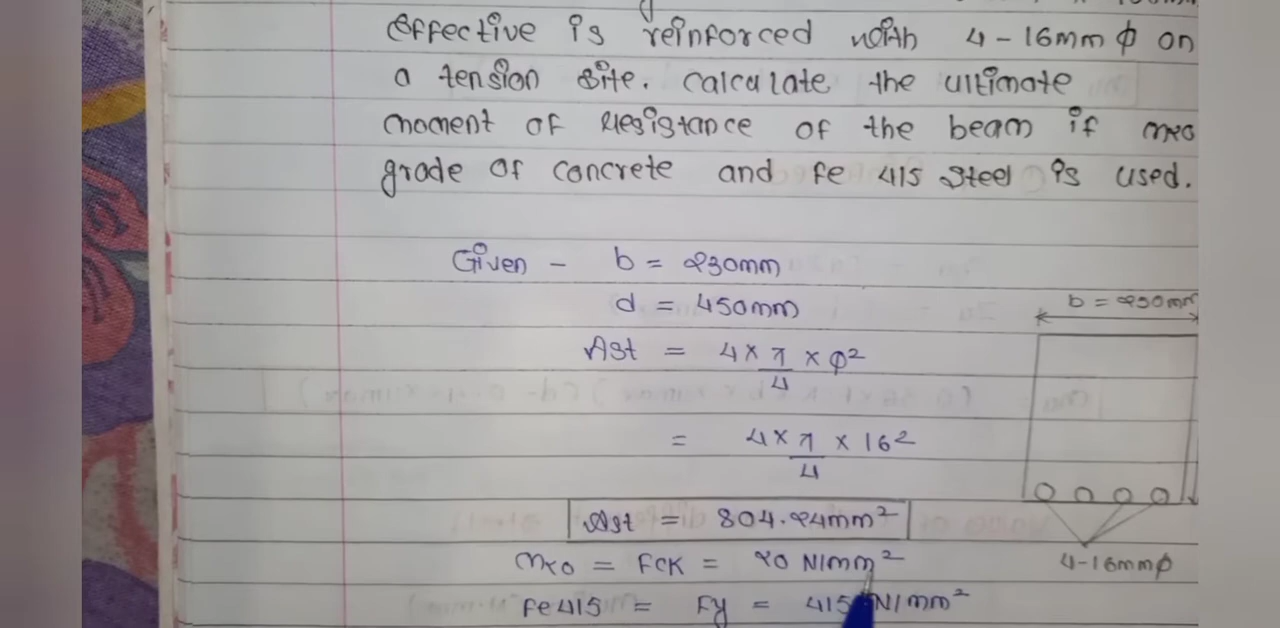 effective is reinforced with 4-16mm ϕ on
a tension site. calculate the ultimate
moment of Resistance of the beam if M20
grade of concrete and fe 415 steel is used.
Given - b = 230mm
d = 450mm
b = 230mm
Ast = 4 × π/4 × ϕ²
= 4 × π/4 × 16²
Ast = 804.24mm²
M20 = FCK = 20 N/mm²
4-16mmϕ
Fe415 = Fy = 415 N/mm²